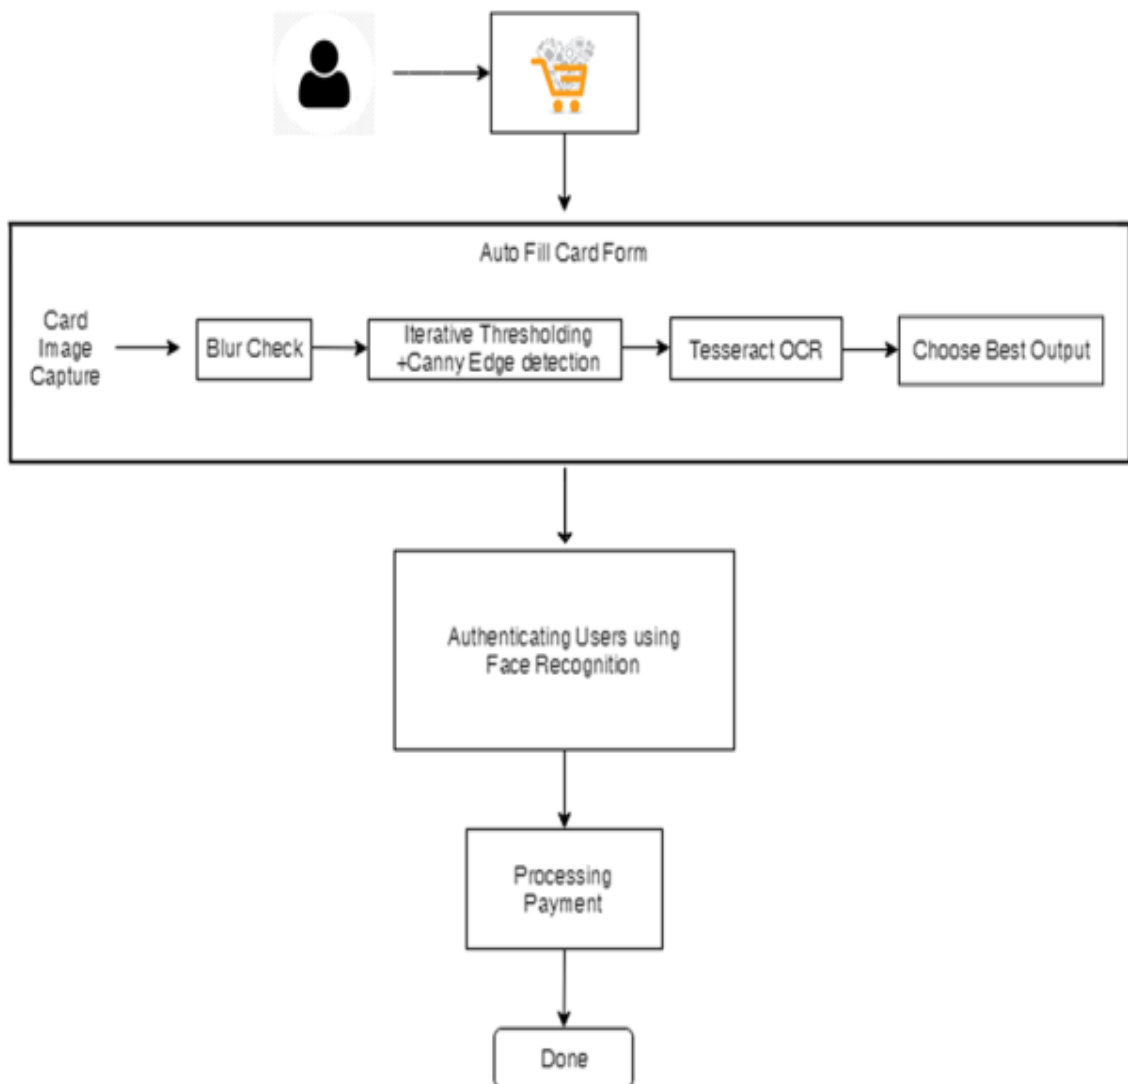 Auto Fill Card Form
Card
Image
Capture
Blur Check
Iterative Thresholding
+Canny Edge detection
Tesseract OCR
Choose Best Output
Authenticating Users using
Face Recognition
Processing
Payment
Done